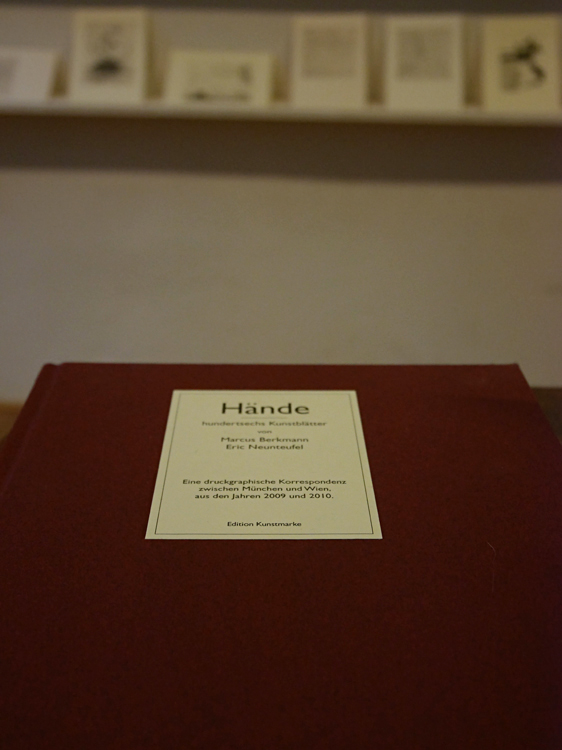 Hände
hundertsechs Kunstblätter
von
Marcus Berkmann
Eric Neunteufel
Eine druckgraphische Korrespondenz
zwischen München und Wien,
aus den Jahren 2009 und 2010.
Edition Kunstmarke